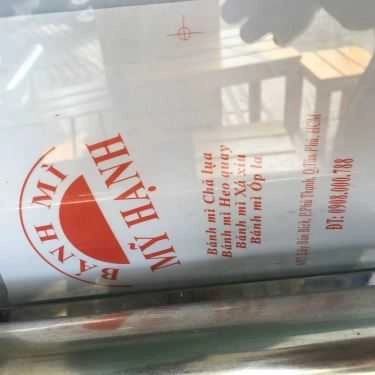 BÁNH MÌ
MỸ HẠNH
Bánh mì Chả lụa
Bánh mì Heo quay
Bánh mì Xá xíu
Bánh mì Ốp la
ĐT: 0908.000.788